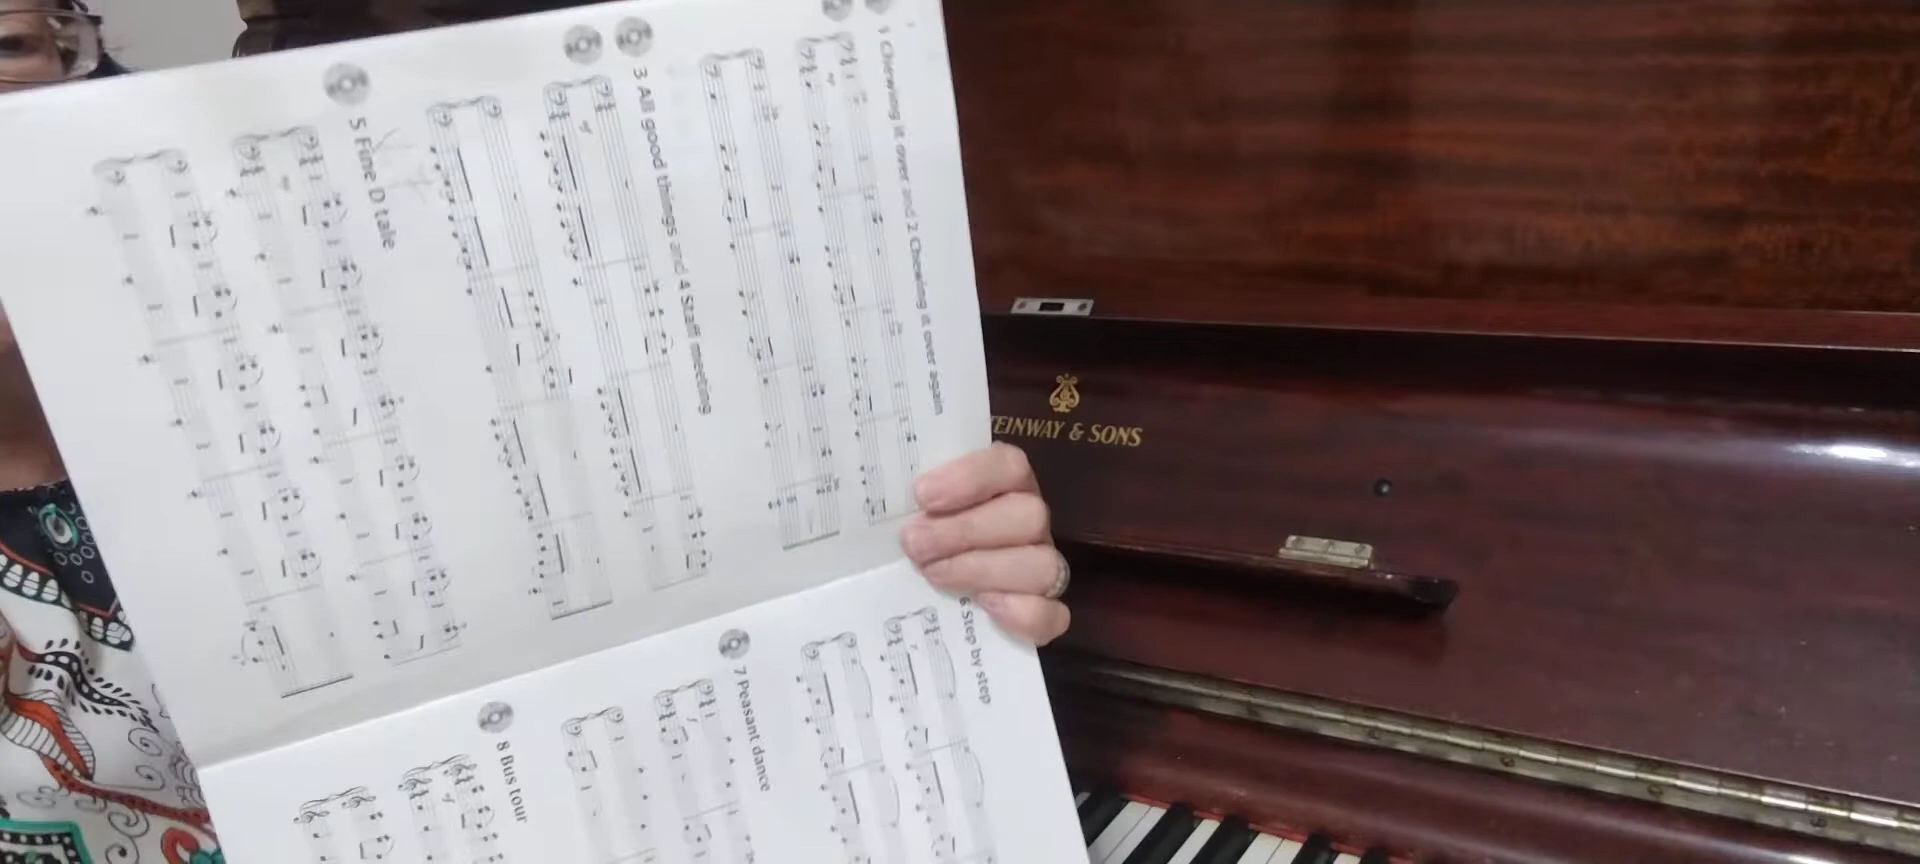 1 Chewing it over and 2 Chewing it over again
3 All good things and 4 Staff meeting
5 Fine D tale
6 Step by step
7 Peasant dance
8 Bus tour
TEINWAY & SONS